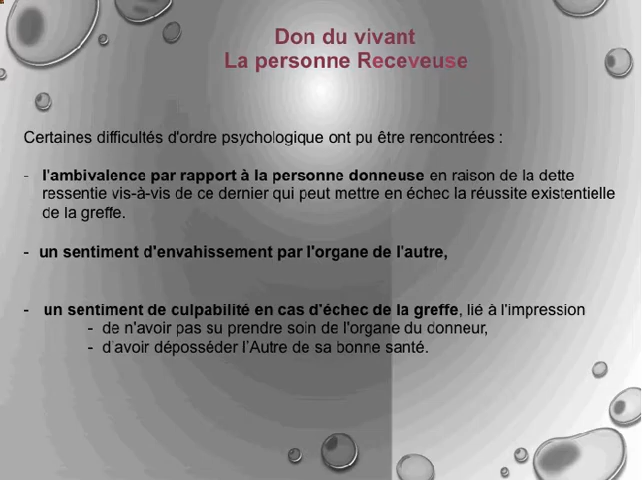 Don du vivant
La personne Receveuse
Certaines difficultés d'ordre psychologique ont pu être rencontrées :
- l'ambivalence par rapport à la personne donneuse en raison de la dette
ressentie vis-à-vis de ce dernier qui peut mettre en échec la réussite existentielle
de la greffe.
- un sentiment d'envahissement par l'organe de l'autre,
- un sentiment de culpabilité en cas d'échec de la greffe, lié à l'impression
- de n'avoir pas su prendre soin de l'organe du donneur,
- d'avoir déposséder l'Autre de sa bonne santé.